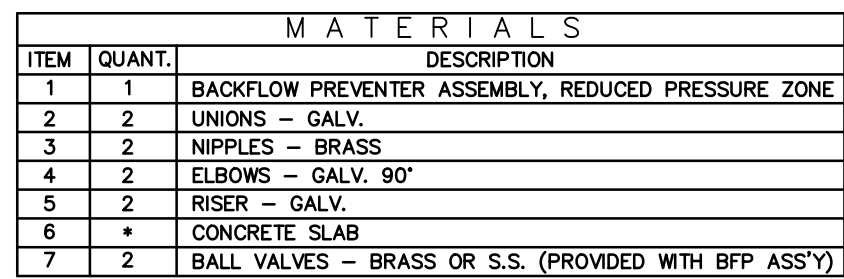 MATERIALS
ITEM QUANT. DESCRIPTION
1 1 BACKFLOW PREVENTER ASSEMBLY, REDUCED PRESSURE ZONE
2 2 UNIONS – GALV.
3 2 NIPPLES – BRASS
4 2 ELBOWS – GALV. 90°
5 2 RISER – GALV.
6 * CONCRETE SLAB
7 2 BALL VALVES – BRASS OR S.S. (PROVIDED WITH BFP ASS'Y)